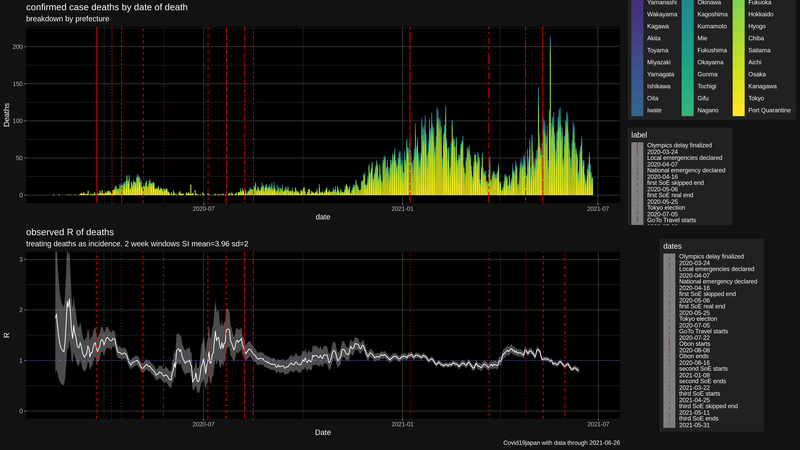 confirmed case deaths by date of death
breakdown by prefecture
200
150
100
50
0
Deaths
2020-07
2021-01
2021-07
date
Yamanashi
Wakayama
Kagawa
Akita
Toyama
Miyazaki
Yamagata
Ishikawa
Oita
Iwate
Okinawa
Kagoshima
Kumamoto
Mie
Fukushima
Okayama
Gunma
Tochigi
Gifu
Nagano
Fukuoka
Hokkaido
Hyogo
Chiba
Saitama
Aichi
Osaka
Kanagawa
Tokyo
Port Quarantine
label
Olympics delay finalized
2020-03-24
Local emergencies declared
2020-04-07
National emergency declared
2020-04-16
first SoE skipped end
2020-05-06
first SoE real end
2020-05-25
Tokyo election
2020-07-05
GoTo Travel starts
observed R of deaths
treating deaths as incidence. 2 week windows SI mean=3.96 sd=2
3
2
1
0
R
2020-07
2021-01
2021-07
Date
dates
Olympics delay finalized
2020-03-24
Local emergencies declared
2020-04-07
National emergency declared
2020-04-16
first SoE skipped end
2020-05-06
first SoE real end
2020-05-25
Tokyo election
2020-07-05
GoTo Travel starts
2020-07-22
Obon starts
2020-08-08
Obon ends
2020-08-16
second SoE starts
2021-01-08
second SoE ends
2021-03-22
third SoE starts
2021-04-25
third SoE skipped end
2021-05-11
third SoE ends
2021-05-31
Covid19japan with data through 2021-06-26